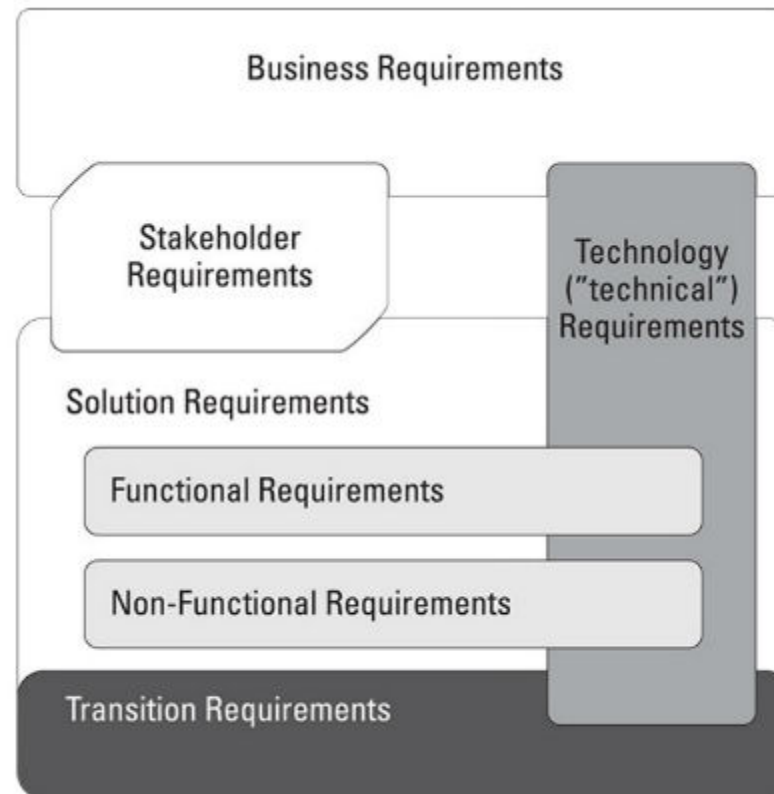 Business Requirements
Stakeholder
Requirements
Technology
("technical")
Requirements
Solution Requirements
Functional Requirements
Non-Functional Requirements
Transition Requirements